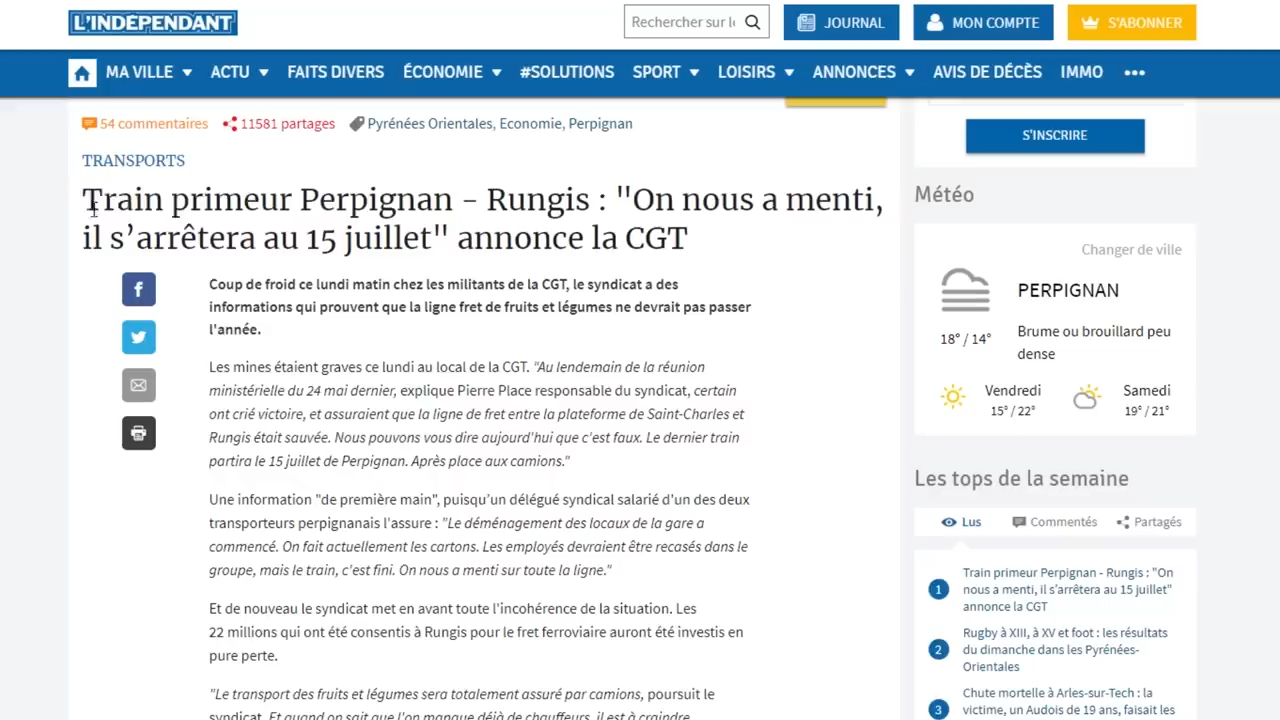 L'INDÉPENDANT
Rechercher sur l
JOURNAL
MON COMPTE
S'ABONNER
MA VILLE
ACTU
FAITS DIVERS
ÉCONOMIE
#SOLUTIONS
SPORT
LOISIRS
ANNONCES
AVIS DE DÉCÈS
IMMO
54 commentaires
11581 partages
Pyrénées Orientales, Economie, Perpignan
TRANSPORTS
Train primeur Perpignan - Rungis : "On nous a menti,
il s'arrêtera au 15 juillet" annonce la CGT
Coup de froid ce lundi matin chez les militants de la CGT, le syndicat a des
informations qui prouvent que la ligne fret de fruits et légumes ne devrait pas passer
l'année.
Les mines étaient graves ce lundi au local de la CGT. "Au lendemain de la réunion
ministérielle du 24 mai dernier, explique Pierre Place responsable du syndicat, certain
ont crié victoire, et assuraient que la ligne de fret entre la plateforme de Saint-Charles et
Rungis était sauvée. Nous pouvons vous dire aujourd'hui que c'est faux. Le dernier train
partira le 15 juillet de Perpignan. Après place aux camions."
Une information "de première main", puisqu'un délégué syndical salarié d'un des deux
transporteurs perpignanais l'assure : "Le déménagement des locaux de la gare a
commencé. On fait actuellement les cartons. Les employés devraient être recasés dans le
groupe, mais le train, c'est fini. On nous a menti sur toute la ligne."
Et de nouveau le syndicat met en avant toute l'incohérence de la situation. Les
22 millions qui ont été consentis à Rungis pour le fret ferroviaire auront été investis en
pure perte.
"Le transport des fruits et légumes sera totalement assuré par camions, poursuit le
syndicat. Et quand on sait que l'on manque déjà de chauffeurs, il est à craindre
S'INSCRIRE
Météo
Changer de ville
PERPIGNAN
18° / 14°
Brume ou brouillard peu
dense
Vendredi
15° / 22°
Samedi
19° / 21°
Les tops de la semaine
Lus
Commentés
Partagés
1
Train primeur Perpignan - Rungis : "On
nous a menti, il s'arrêtera au 15 juillet"
annonce la CGT
2
Rugby à XIII, à XV et foot : les résultats
du dimanche dans les Pyrénées-
Orientales
3
Chute mortelle à Arles-sur-Tech : la
victime, un Audois de 19 ans, faisait les